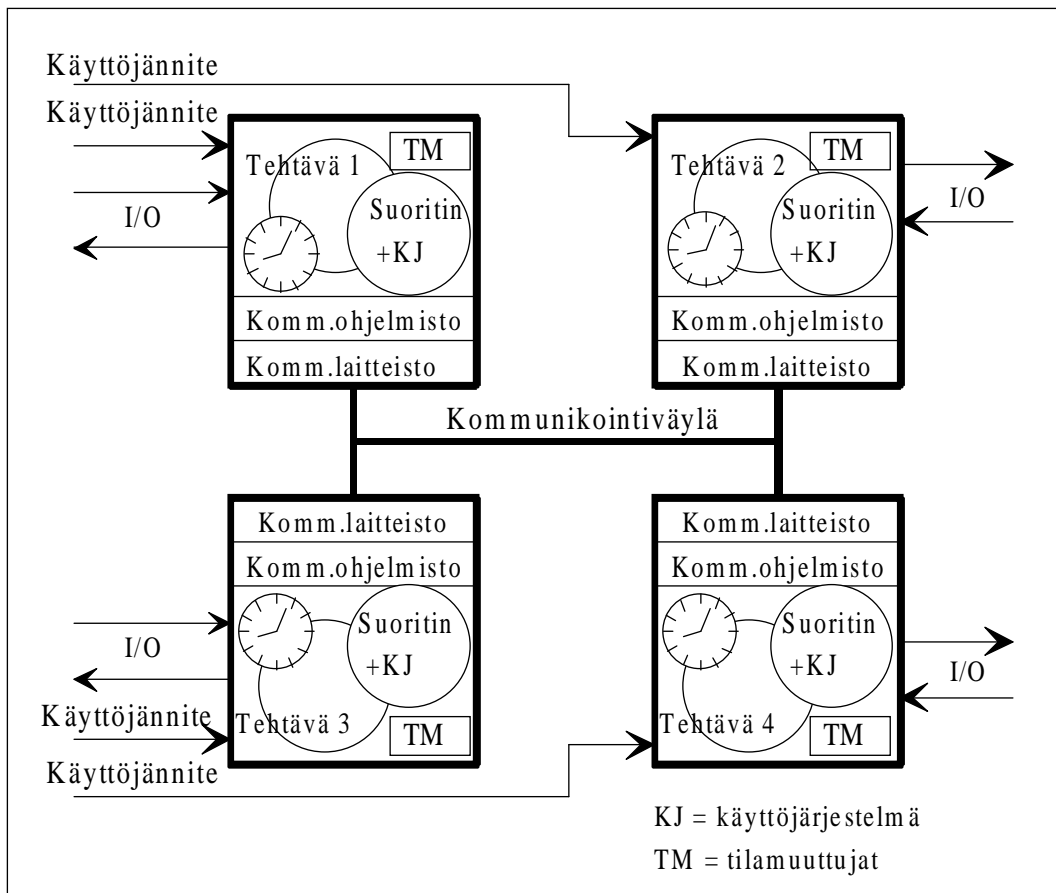 Käyttöjännite
Käyttöjännite
I/O
Tehtävä 1
TM
Suoritin
+KJ
Komm.ohjelmisto
Komm.laitteisto
Tehtävä 2
TM
Suoritin
+KJ
I/O
Komm.ohjelmisto
Komm.laitteisto
Kommunikointiväylä
Komm.laitteisto
Komm.ohjelmisto
Suoritin
+KJ
I/O
Tehtävä 3
TM
Käyttöjännite
Käyttöjännite
Komm.laitteisto
Komm.ohjelmisto
Suoritin
+KJ
I/O
Tehtävä 4
TM
KJ = käyttöjärjestelmä
TM = tilamuuttujat